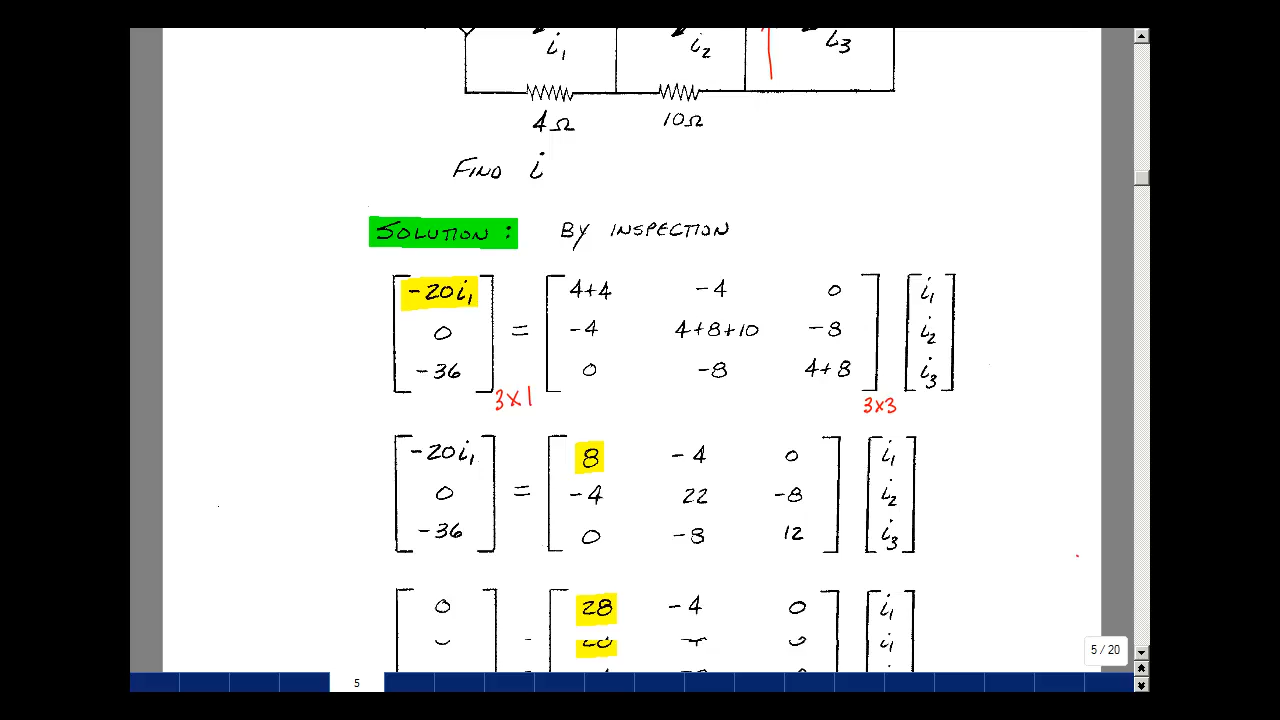 i1 i2 i3
4Ω 10Ω
FIND i
SOLUTION : BY INSPECTION
-20i1 4+4 -4 0 i1
0 = -4 4+8+10 -8 i2
-36 0 -8 4+8 i3
3x1 3x3
-20i1 8 -4 0 i1
0 = -4 22 -8 i2
-36 0 -8 12 i3
0 28 -4 0 i1
5 / 20
5